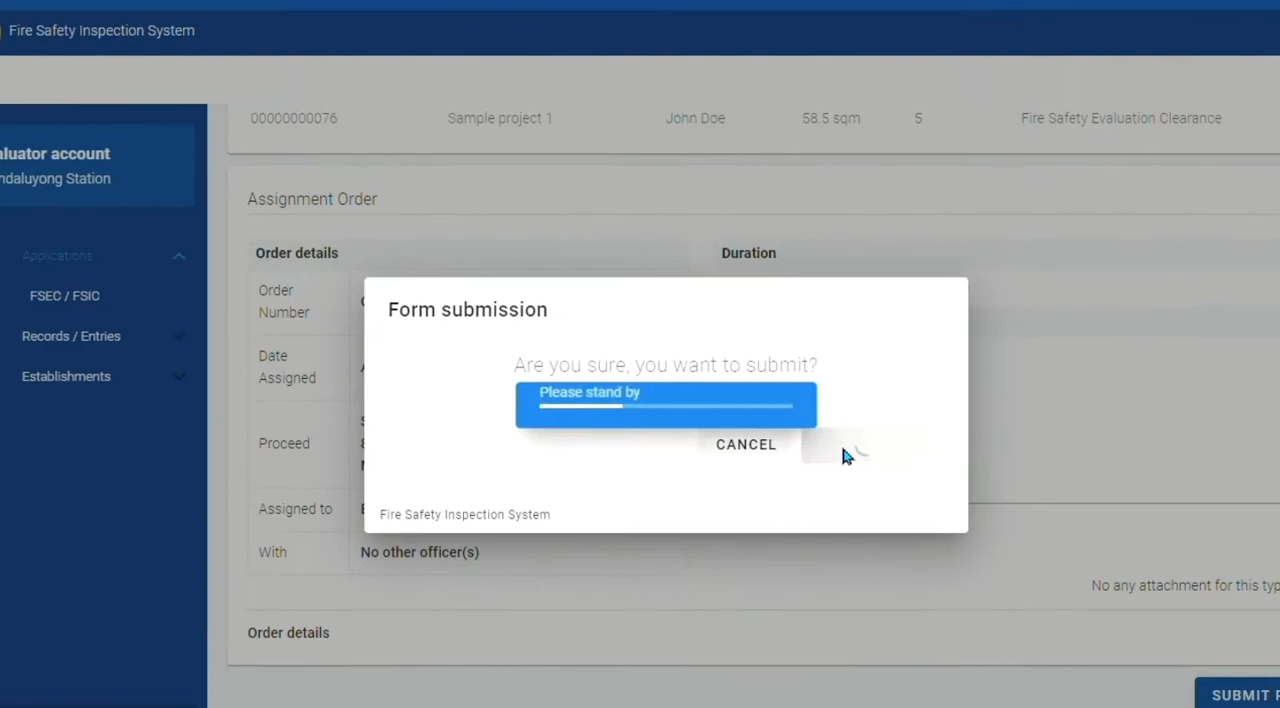 Fire Safety Inspection System
00000000076 Sample project 1 Jonn Doe 58.5 sqm 5 Fire Safety Evaluation Clearance
account
Station
Assignment Order
Applications
Order details Duration
FSEC / FSIC
Order
Number
Form submission
Records / Entries
Date
Assigned
Are you sure, you want to submit?
Establishments
Please stand by
Proceed
CANCEL
Assigned to
Fire Safety Inspection System
With No other officer(s)
No any attachment for this
Order details
SUBMIT